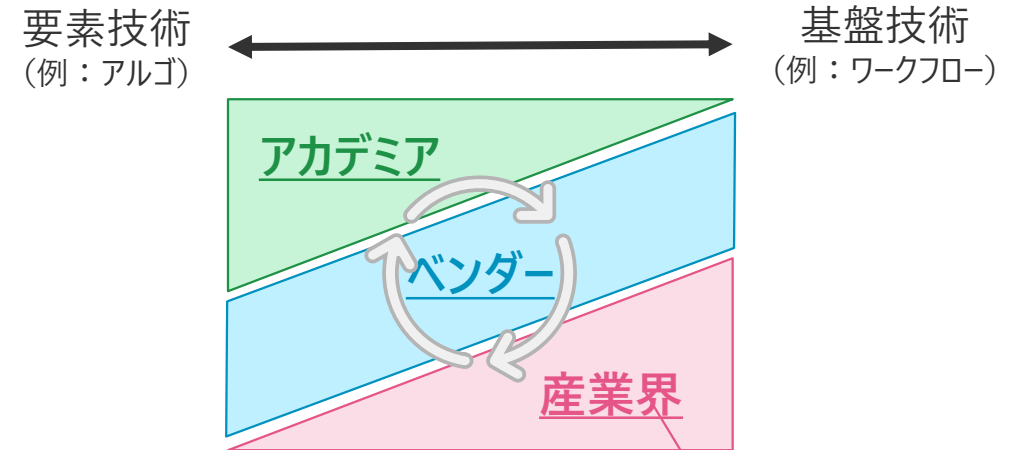 要素技術
（例：アルゴ）
基盤技術
（例：ワークフロー）
アカデミア
ベンダー
産業界